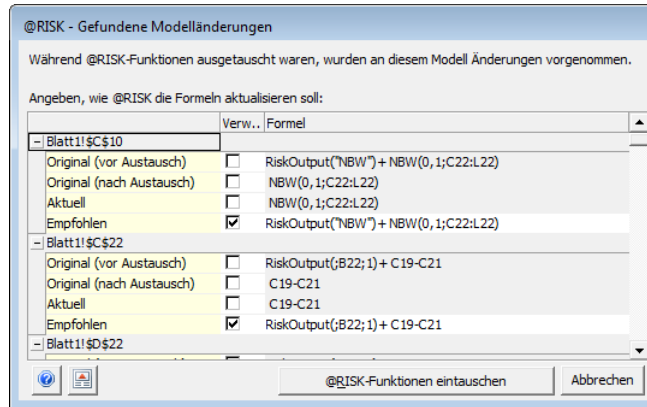 @RISK - Gefundene Modelländerungen
Während @RISK-Funktionen ausgetauscht waren, wurden an diesem Modell Änderungen vorgenommen.
Angeben, wie @RISK die Formeln aktualisieren soll:
Verw.. Formel
Blatt1!$C$10
Original (vor Austausch) RiskOutput("NBW")+ NBW(0,1;C22:L22)
Original (nach Austausch) NBW(0,1;C22:L22)
Aktuell NBW(0,1;C22:L22)
Empfohlen RiskOutput("NBW")+ NBW(0,1;C22:L22)
Blatt1!$C$22
Original (vor Austausch) RiskOutput(;B22;1)+ C19-C21
Original (nach Austausch) C19-C21
Aktuell C19-C21
Empfohlen RiskOutput(;B22;1)+ C19-C21
Blatt1!$D$22
@RISK-Funktionen eintauschen Abbrechen